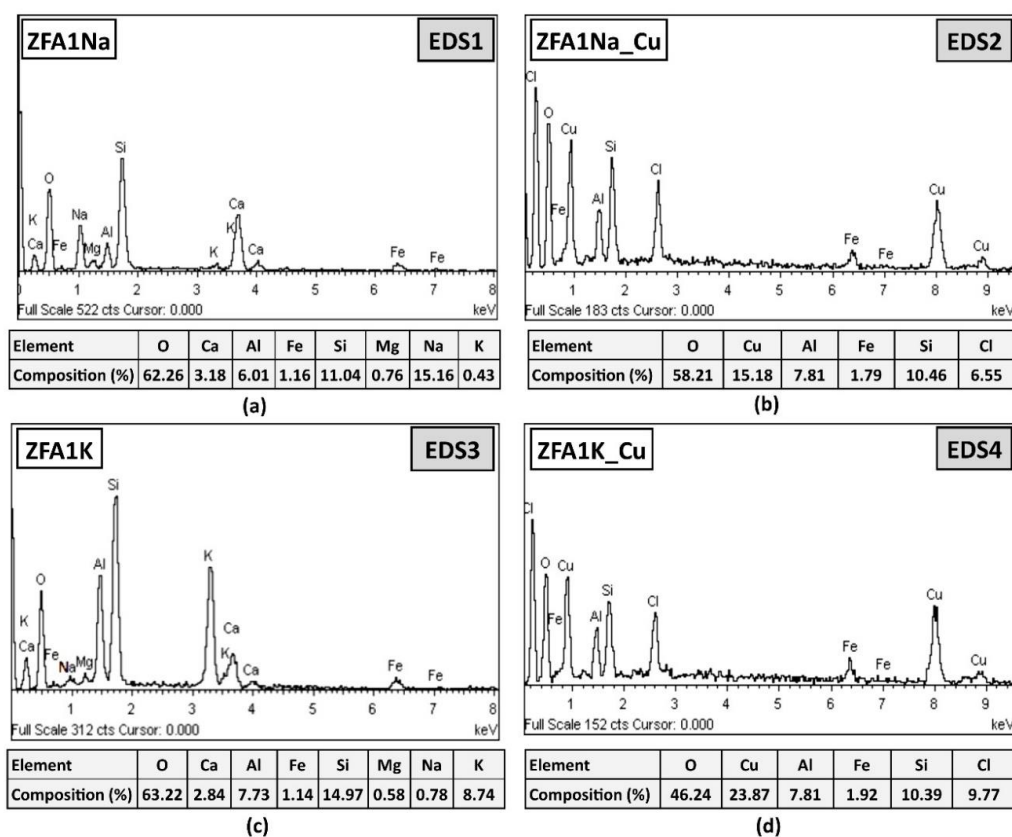 ZFA1Na EDS1
Si
O
Na
Ca
K
Al
K
Ca Fe Mg K Ca Fe Fe
0 1 2 3 4 5 6 7 8
Full Scale 522 cts Cursor: 0.000 keV
Element O Ca Al Fe Si Mg Na K
Composition (%) 62.26 3.18 6.01 1.16 11.04 0.76 15.16 0.43
(a)
ZFA1Na_Cu EDS2
Cl
O
Cu
Si
Cl
Al Cu
Fe
Fe Fe Cu
1 2 3 4 5 6 7 8 9
Full Scale 183 cts Cursor: 0.000 keV
Element O Cu Al Fe Si Cl
Composition (%) 58.21 15.18 7.81 1.79 10.46 6.55
(b)
ZFA1K EDS3
Si
Al K
O
K Ca
Ca Fe Na Mg K Ca Fe Fe
1 2 3 4 5 6 7 8
Full Scale 312 cts Cursor: 0.000 keV
Element O Ca Al Fe Si Mg Na K
Composition (%) 63.22 2.84 7.73 1.14 14.97 0.58 0.78 8.74
(c)
ZFA1K_Cu EDS4
Cl
O Cu
Si Cl Cu
Fe Al
Fe Fe Cu
1 2 3 4 5 6 7 8 9
Full Scale 152 cts Cursor: 0.000 keV
Element O Cu Al Fe Si Cl
Composition (%) 46.24 23.87 7.81 1.92 10.39 9.77
(d)